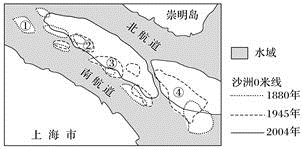 崇明岛
北航道
南航道
上海市
①
②
③
④
水域
沙洲0米线
1880年
1945年
2004年